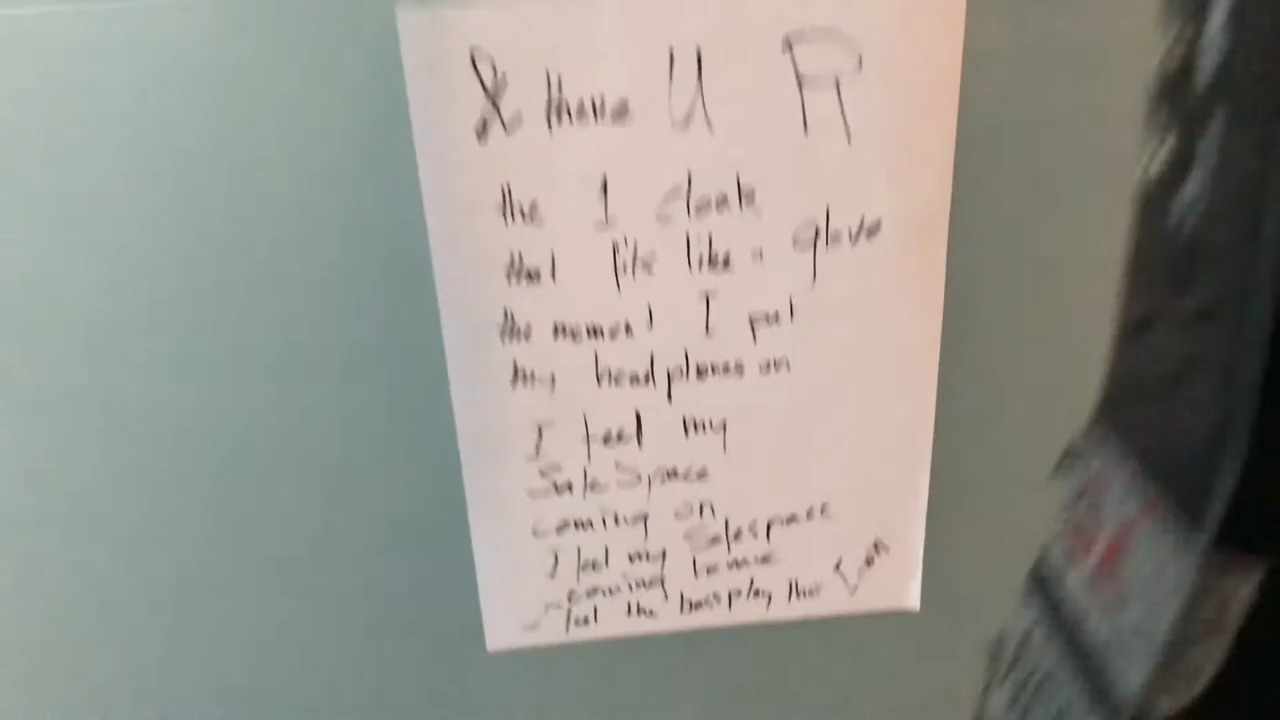 & there U R
the 1 cloak
that fits like a glove
the moment I put
my headphones on
I feel my
Safe Space
coming on
I feel my Safespace
coming to me
feel the bass play the